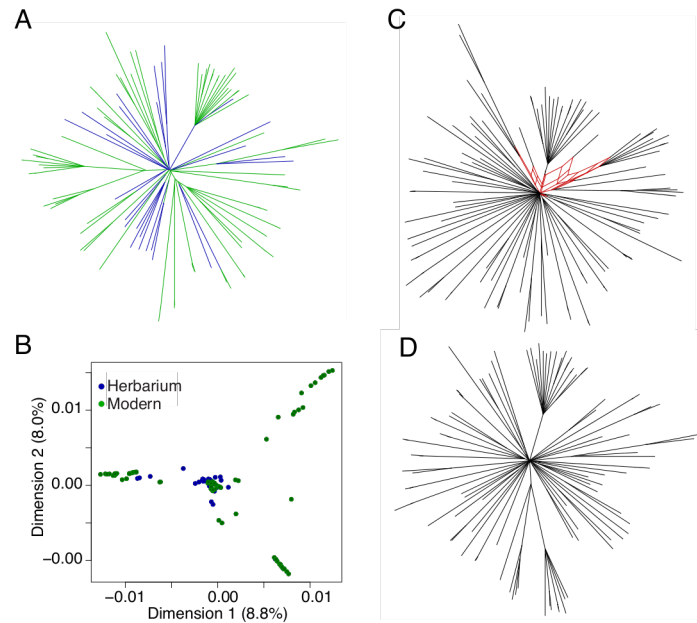 A
C
B
Herbarium
Modern
0.01
0.00
−0.00
Dimension 2 (8.0%)
−0.01
0.00
0.01
Dimension 1 (8.8%)
D